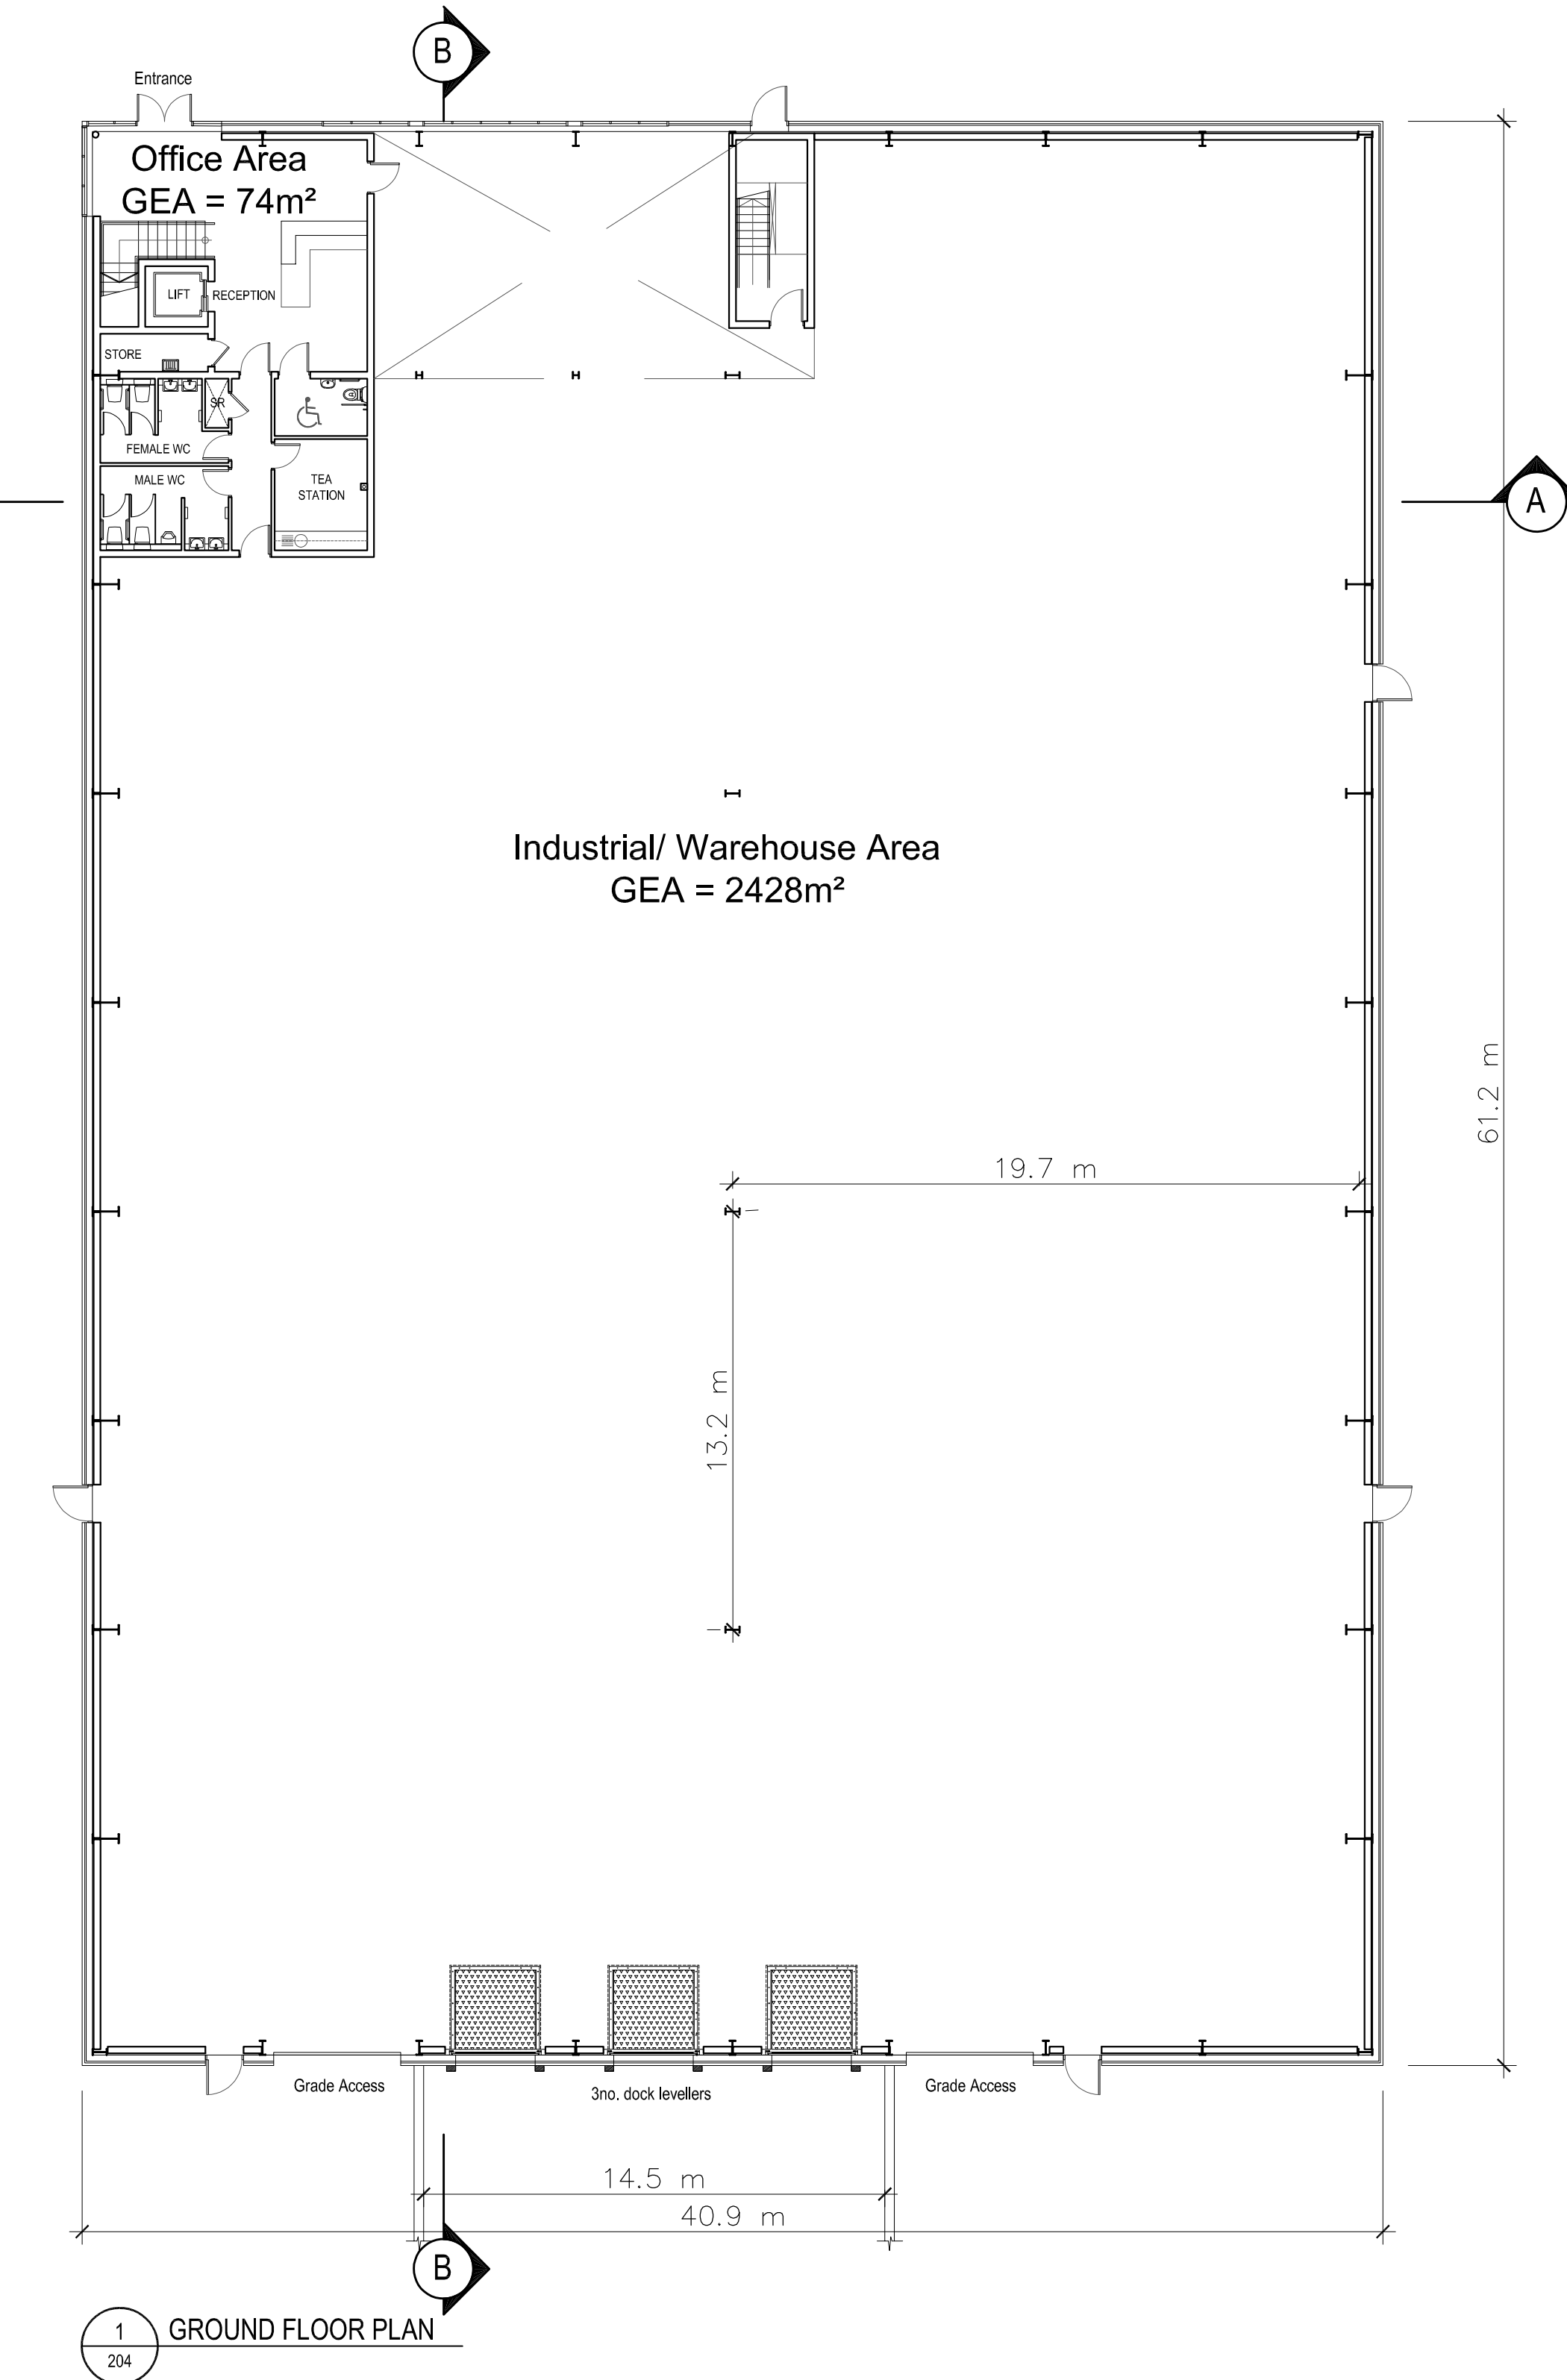 B
Entrance
Office Area
GEA = 74m²
LIFT
RECEPTION
STORE
SR
FEMALE WC
MALE WC
TEA
STATION
A
Industrial/ Warehouse Area
GEA = 2428m²
61.2 m
19.7 m
13.2 m
Grade Access
3no. dock levellers
Grade Access
14.5 m
40.9 m
B
1
204
GROUND FLOOR PLAN